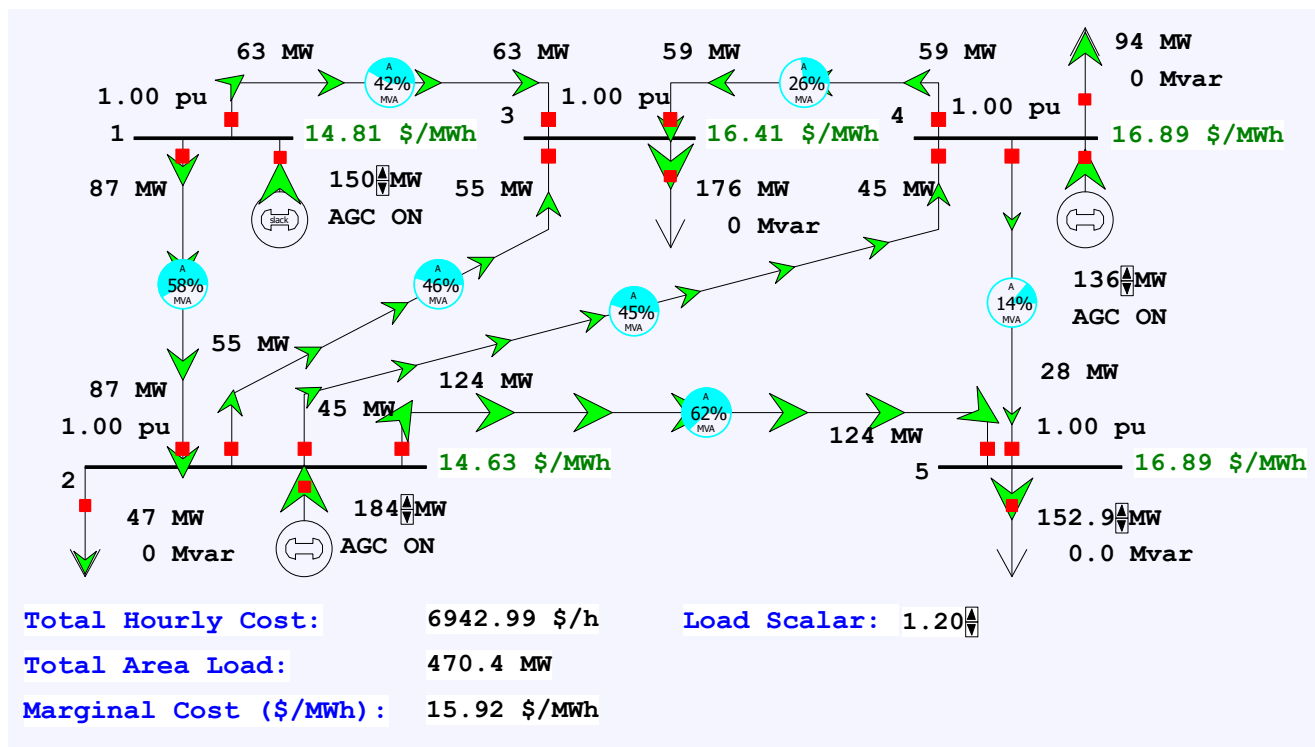 63 MW
63 MW
59 MW
59 MW
94 MW
A
42%
MVA
A
26%
MVA
0 Mvar
1.00 pu
3
1.00 pu
4
1.00 pu
1
14.81 $/MWh
16.41 $/MWh
16.89 $/MWh
87 MW
150 MW
55 MW
176 MW
45 MW
slack
AGC ON
0 Mvar
A
58%
MVA
A
46%
MVA
A
45%
MVA
A
14%
MVA
136 MW
AGC ON
55 MW
87 MW
124 MW
28 MW
45 MW
A
62%
MVA
1.00 pu
124 MW
1.00 pu
2
14.63 $/MWh
5
16.89 $/MWh
47 MW
184 MW
152.9 MW
0 Mvar
AGC ON
0.0 Mvar
Total Hourly Cost: 6942.99 $/h Load Scalar: 1.20
Total Area Load: 470.4 MW
Marginal Cost ($/MWh): 15.92 $/MWh